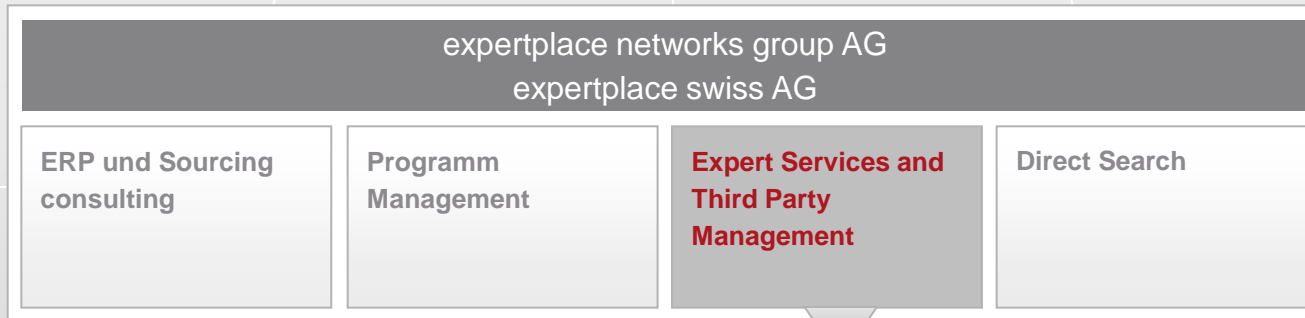 expertplace networks group AG
expertplace swiss AG
ERP und Sourcing
consulting
Programm
Management
Expert Services and
Third Party
Management
Direct Search